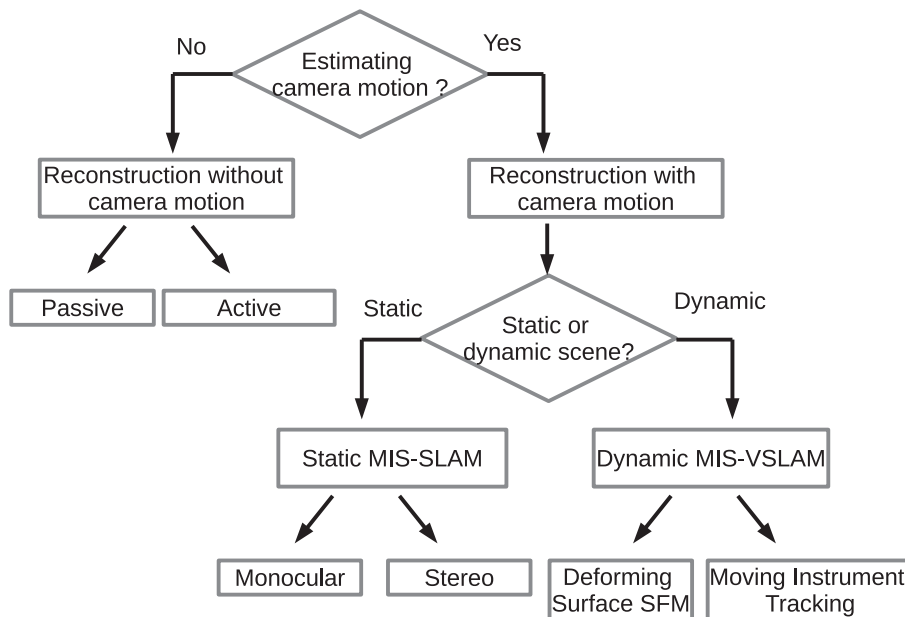 No
Estimating
camera motion ?
Yes
Reconstruction without
camera motion
Reconstruction with
camera motion
Passive
Active
Static
Static or
dynamic scene?
Dynamic
Static MIS-SLAM
Dynamic MIS-VSLAM
Monocular
Stereo
Deforming
Surface SFM
Moving Instrument
Tracking